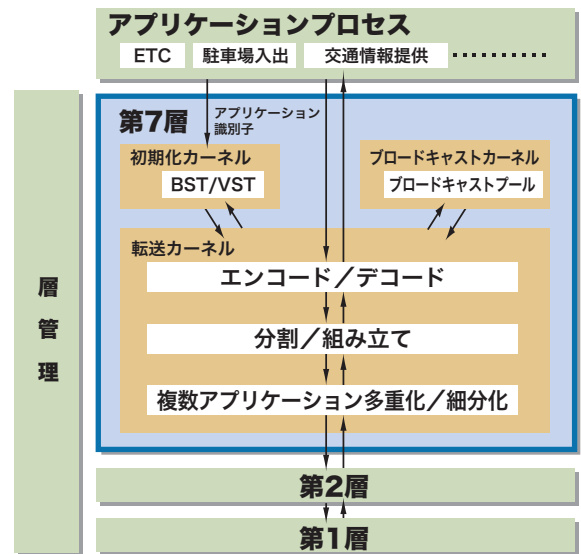 アプリケーションプロセス
ETC 駐車場入出 交通情報提供 ‥‥‥‥‥
第7層
アプリケーション
識別子
初期化カーネル
BST/VST
ブロードキャストカーネル
ブロードキャストプール
転送カーネル
エンコード／デコード
分割／組み立て
複数アプリケーション多重化／細分化
層
管
理
第2層
第1層